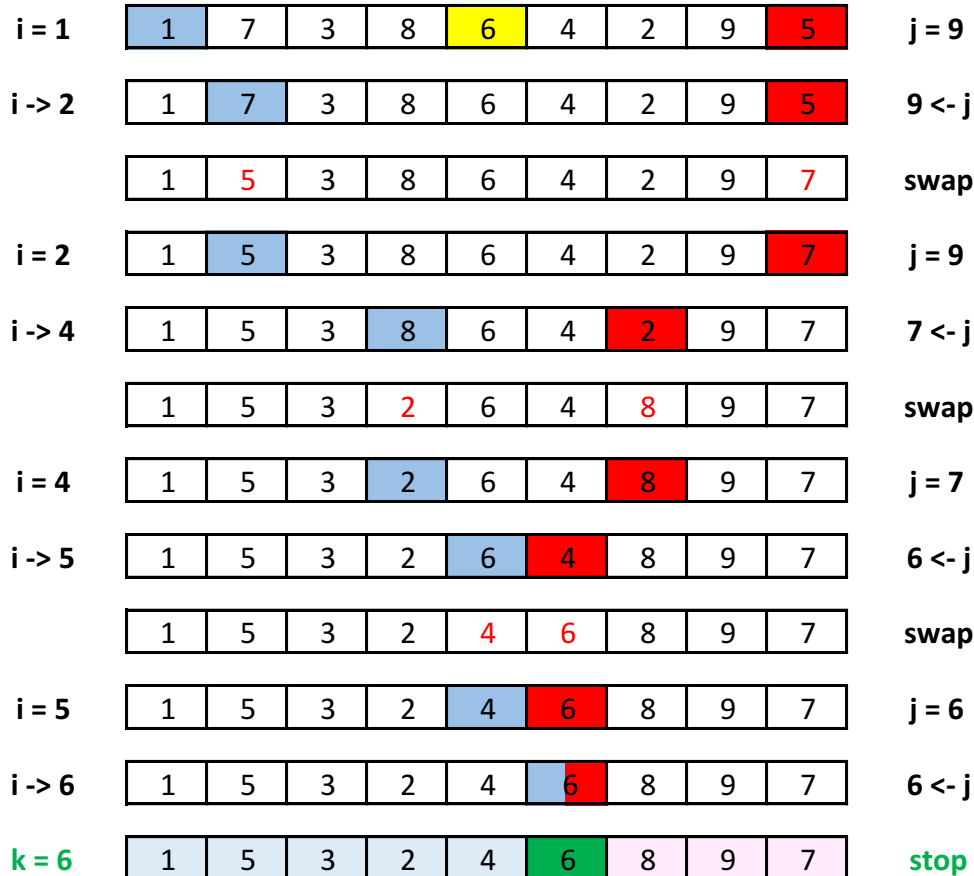 i = 1 1 7 3 8 6 4 2 9 5 j = 9
i -> 2 1 7 3 8 6 4 2 9 5 9 <- j
1 5 3 8 6 4 2 9 7 swap
i = 2 1 5 3 8 6 4 2 9 7 j = 9
i -> 4 1 5 3 8 6 4 2 9 7 7 <- j
1 5 3 2 6 4 8 9 7 swap
i = 4 1 5 3 2 6 4 8 9 7 j = 7
i -> 5 1 5 3 2 6 4 8 9 7 6 <- j
1 5 3 2 4 6 8 9 7 swap
i = 5 1 5 3 2 4 6 8 9 7 j = 6
i -> 6 1 5 3 2 4 6 8 9 7 6 <- j
k = 6 1 5 3 2 4 6 8 9 7 stop